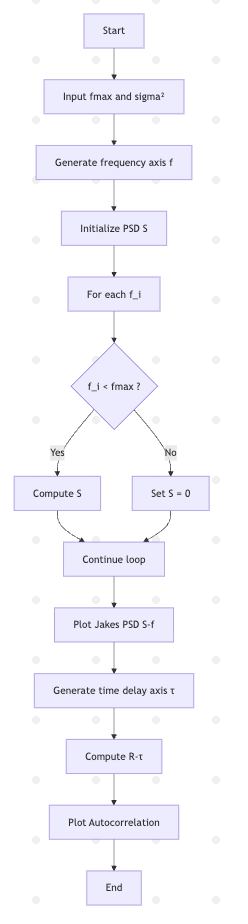 Start
Input fmax and sigma²
Generate frequency axis f
Initialize PSD S
For each f_i
f_i < fmax ?
Yes
No
Compute S
Set S = 0
Continue loop
Plot Jakes PSD S-f
Generate time delay axis τ
Compute R-τ
Plot Autocorrelation
End